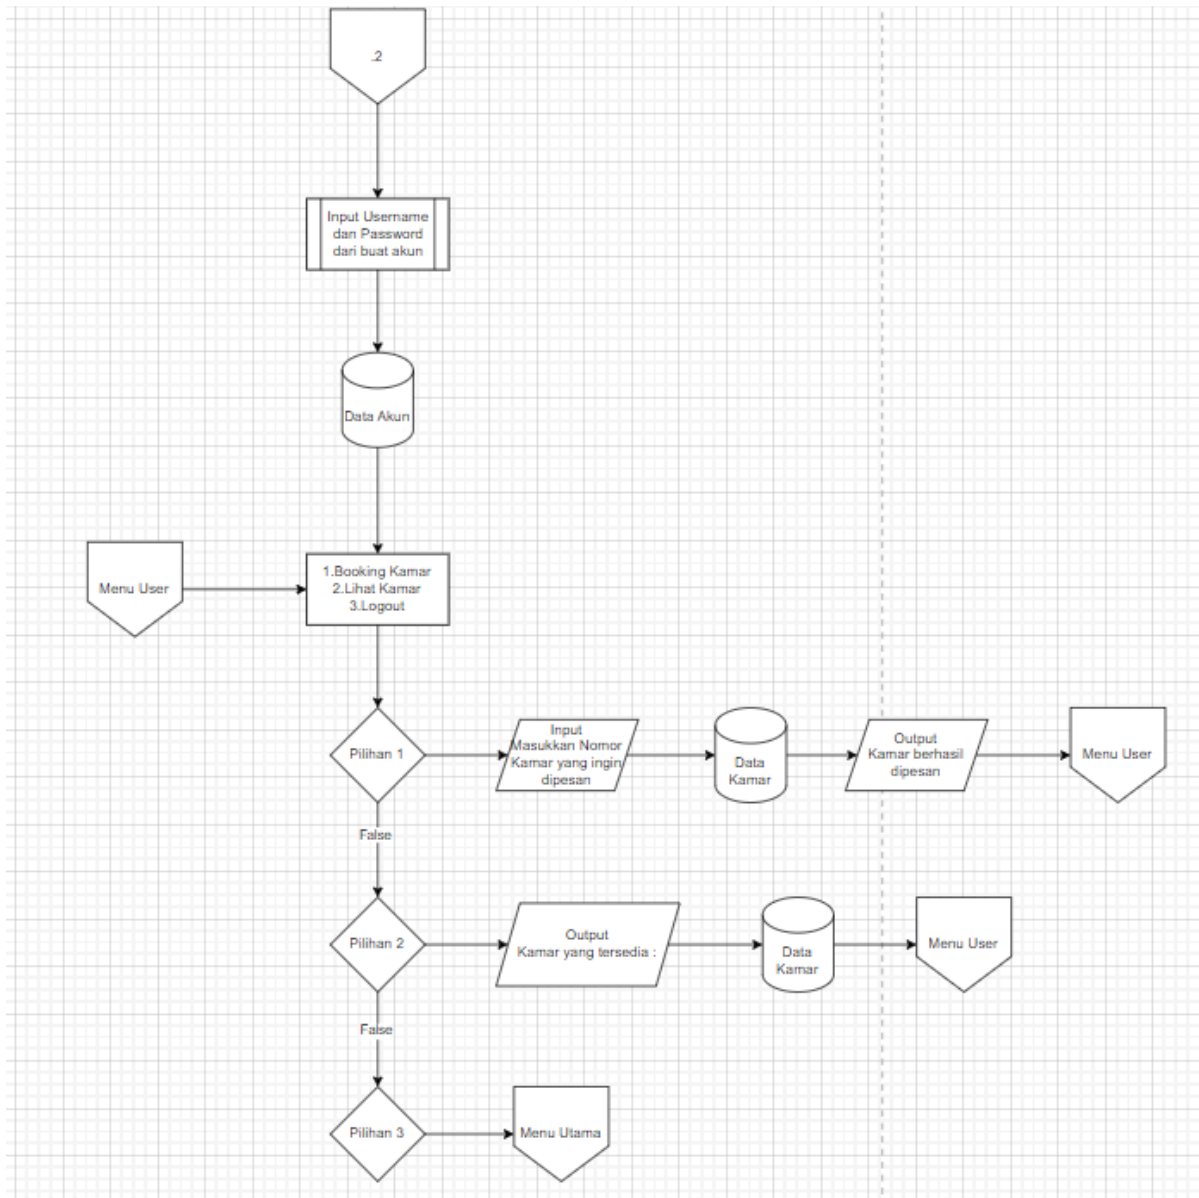 .2
Input Username
dan Password
dari buat akun
Data Akun
Menu User
1.Booking Kamar
2.Lihat Kamar
3.Logout
Pilihan 1
Input
Masukkan Nomor
Kamar yang ingin
dipesan
Data
Kamar
Output
Kamar berhasil
dipesan
Menu User
False
Pilihan 2
Output
Kamar yang tersedia :
Data
Kamar
Menu User
False
Pilihan 3
Menu Utama